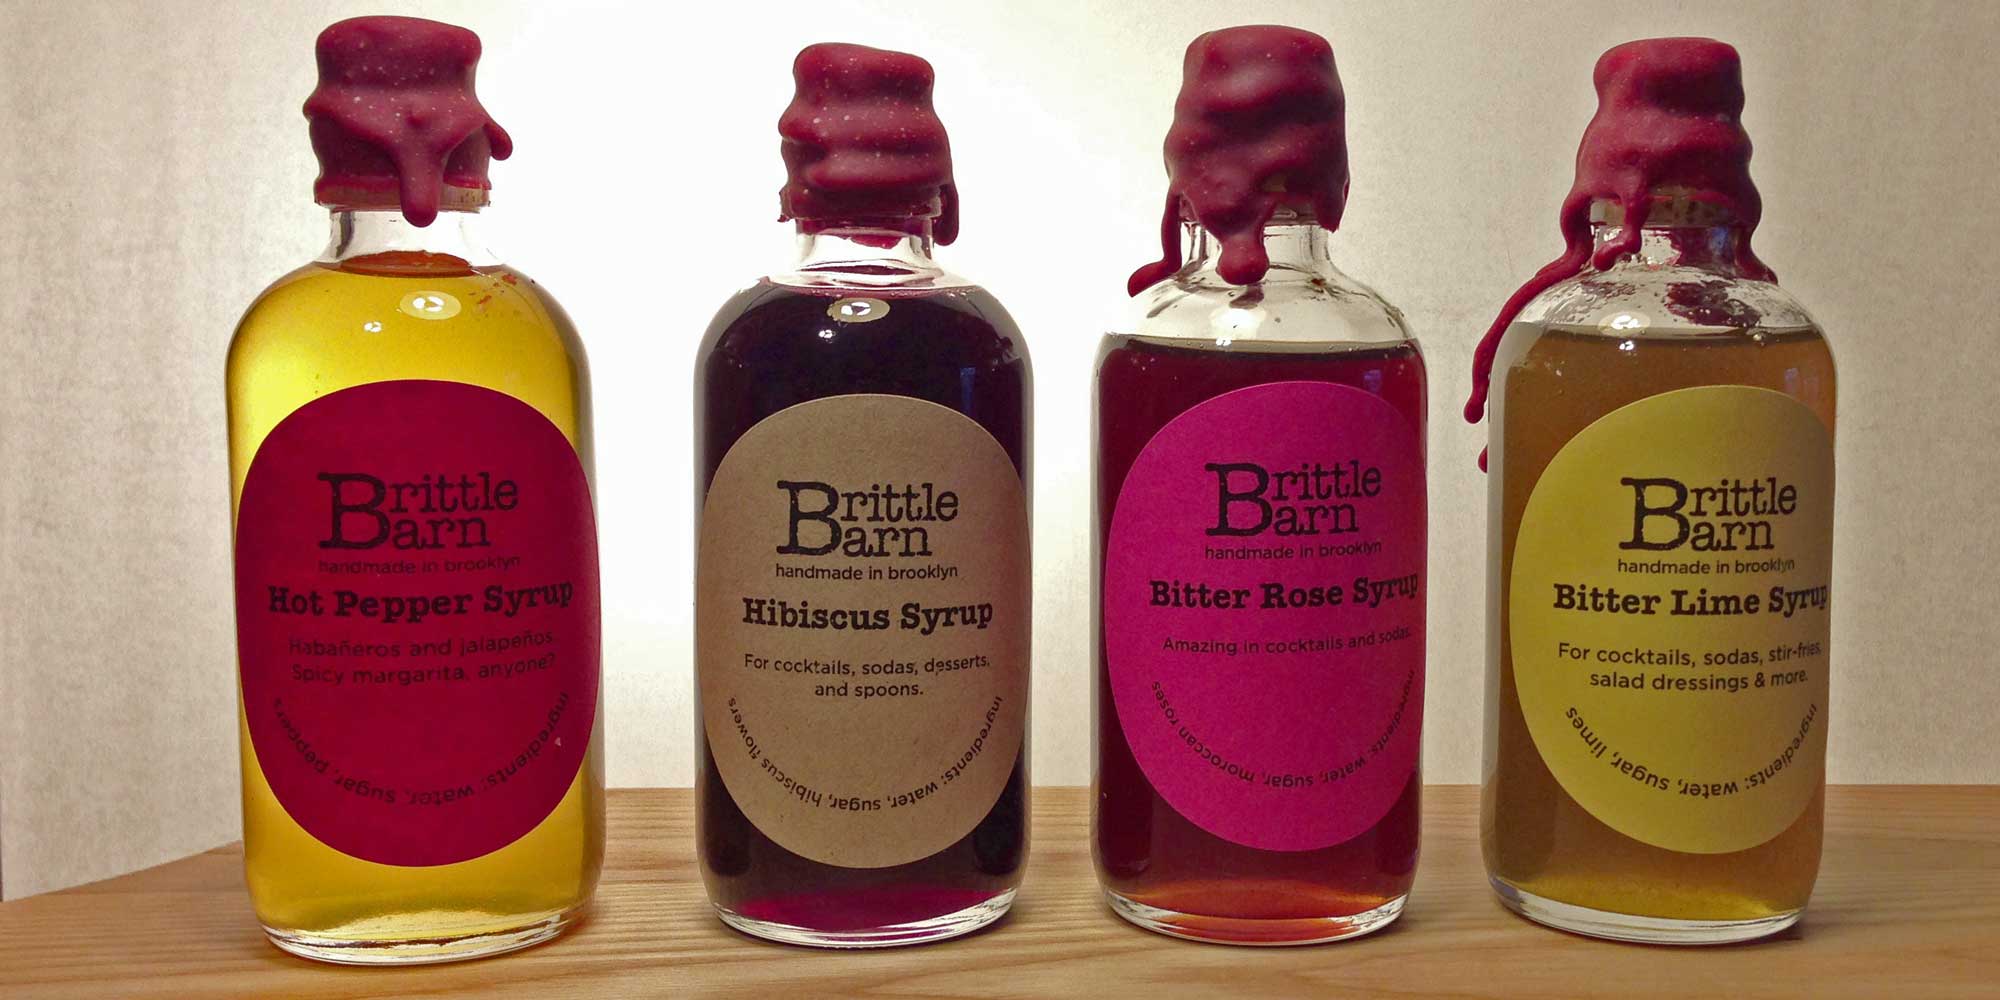 Brittle
Barn
handmade in brooklyn
Hot Pepper Syrup
Habañeros and jalapeños.
Spicy margarita, anyone?
ingredients: water, sugar, peppers
Brittle
Barn
handmade in brooklyn
Hibiscus Syrup
For cocktails, sodas, desserts,
and spoons.
ingredients: water, sugar, hibiscus flowers
Brittle
Barn
handmade in brooklyn
Bitter Rose Syrup
Amazing in cocktails and sodas.
ingredients: water, sugar, moroccan roses
Brittle
Barn
handmade in brooklyn
Bitter Lime Syrup
For cocktails, sodas, stir-fries,
salad dressings & more.
ingredients: water, sugar, limes